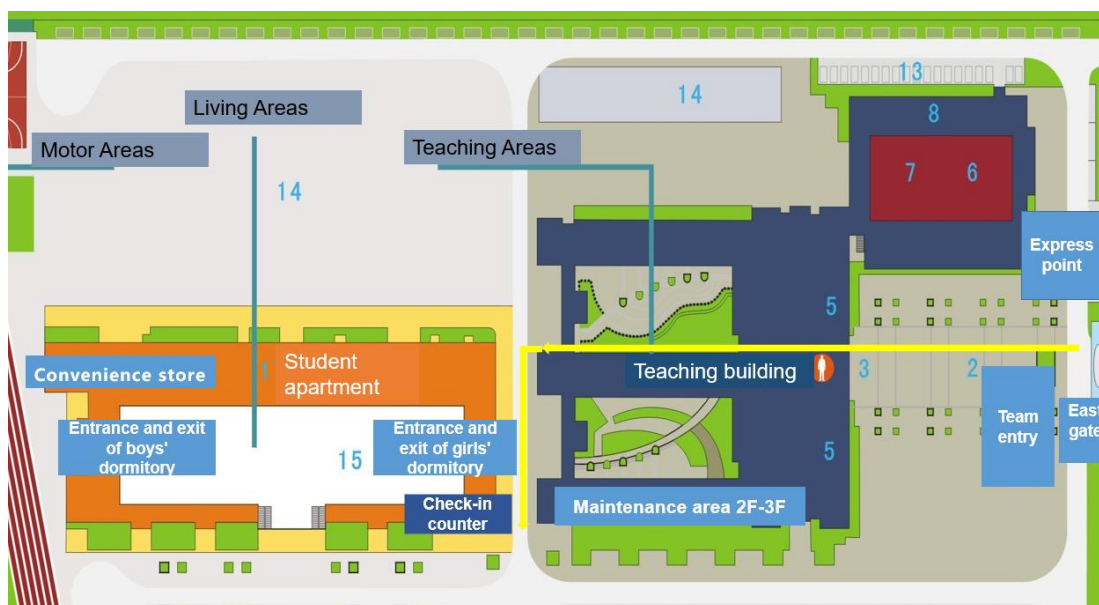 13
14
8
Living Areas
Motor Areas
Teaching Areas
7
6
14
Express
point
5
Student
apartment
1
Convenience store
Teaching building
3
2
Team
entry
East
gate
Entrance and exit
of boys'
dormitory
15
Entrance and
exit of girls'
dormitory
5
Check-in
counter
Maintenance area 2F-3F